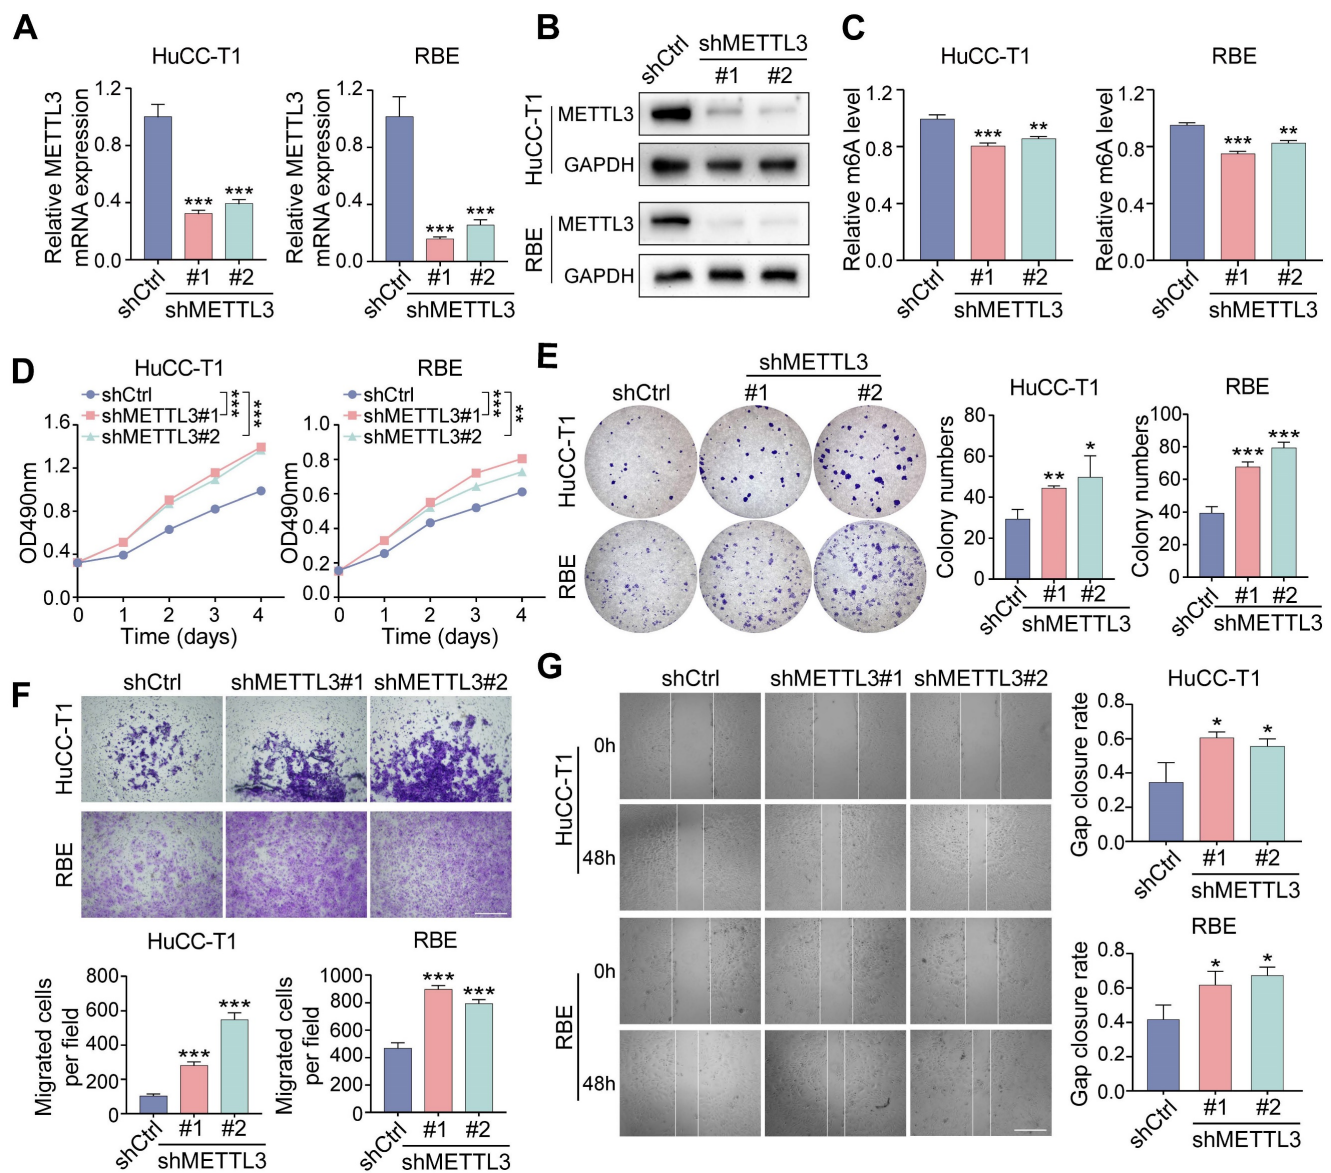 A
HuCC-T1
Relative METTL3
mRNA expression
1.2
0.8
0.4
0.0
***
***
shCtrl
#1
#2
shMETTL3
RBE
Relative METTL3
mRNA expression
1.2
0.8
0.4
0.0
***
***
shCtrl
#1
#2
shMETTL3
B
shCtrl
shMETTL3
#1
#2
HuCC-T1
METTL3
GAPDH
RBE
METTL3
GAPDH
C
HuCC-T1
Relative m6A level
1.2
0.8
0.4
0.0
***
**
shCtrl
#1
#2
shMETTL3
RBE
Relative m6A level
1.2
0.8
0.4
0.0
***
**
shCtrl
#1
#2
shMETTL3
D
HuCC-T1
shCtrl
shMETTL3#1
shMETTL3#2
***
***
OD490nm
1.6
1.2
0.8
0.4
0.0
0
1
2
3
4
Time (days)
RBE
shCtrl
shMETTL3#1
shMETTL3#2
***
**
OD490nm
1.0
0.8
0.6
0.4
0.2
0.0
0
1
2
3
4
Time (days)
E
shCtrl
shMETTL3
#1
#2
HuCC-T1
RBE
HuCC-T1
Colony numbers
80
60
40
20
0
**
*
shCtrl
#1
#2
shMETTL3
RBE
Colony numbers
100
80
60
40
20
0
***
***
shCtrl
#1
#2
shMETTL3
F
shCtrl
shMETTL3#1
shMETTL3#2
HuCC-T1
RBE
HuCC-T1
Migrated cells
per field
800
600
400
200
0
***
***
shCtrl
#1
#2
shMETTL3
RBE
Migrated cells
per field
1000
800
600
400
200
0
***
***
shCtrl
#1
#2
shMETTL3
G
shCtrl
shMETTL3#1
shMETTL3#2
HuCC-T1
0h
48h
RBE
0h
48h
HuCC-T1
Gap closure rate
0.8
0.6
0.4
0.2
0.0
*
*
shCtrl
#1
#2
shMETTL3
RBE
Gap closure rate
0.8
0.6
0.4
0.2
0.0
*
*
shCtrl
#1
#2
shMETTL3